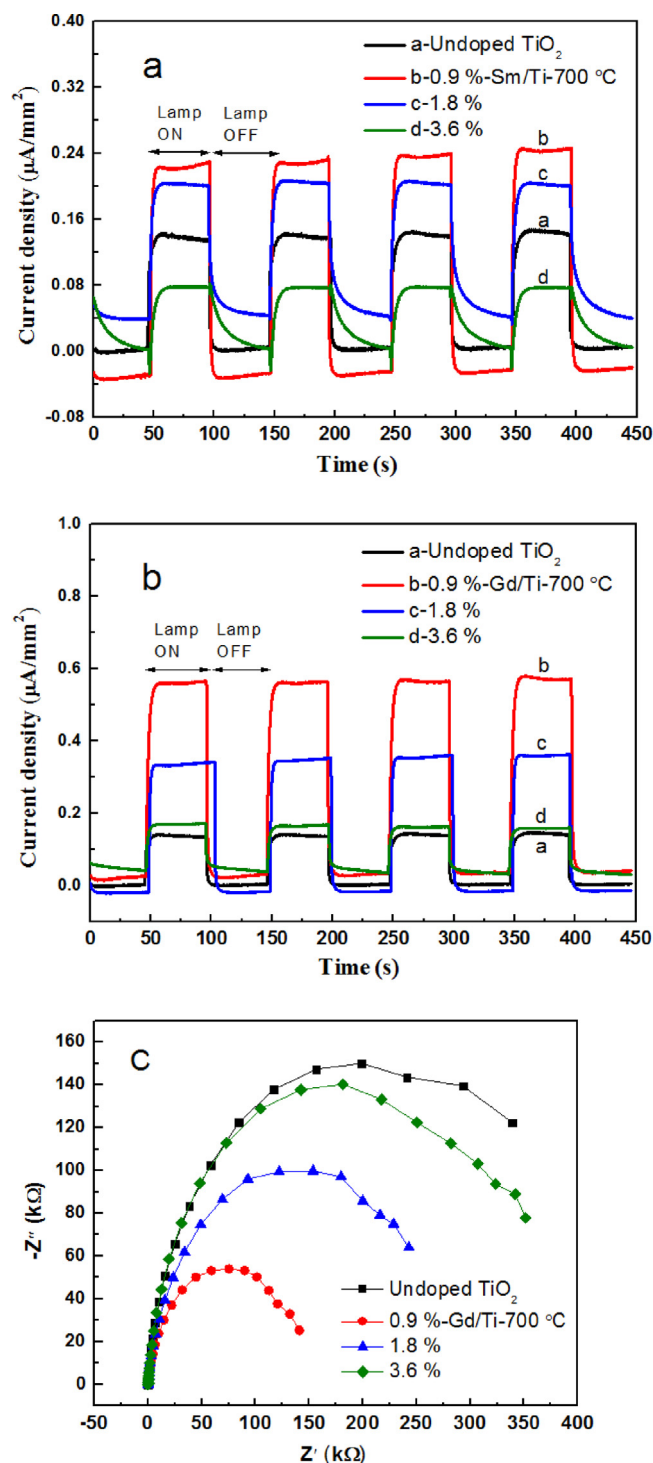 a
a-Undoped TiO2
b-0.9 %-Sm/Ti-700 °C
c-1.8 %
d-3.6 %
Lamp ON
Lamp OFF
b
c
a
d
0.40
0.32
0.24
0.16
0.08
0.00
-0.08
Current density (µA/mm²)
0 50 100 150 200 250 300 350 400 450
Time (s)
b
a-Undoped TiO2
b-0.9 %-Gd/Ti-700 °C
c-1.8 %
d-3.6 %
Lamp ON
Lamp OFF
b
c
d
a
1.0
0.8
0.6
0.4
0.2
0.0
Current density (µA/mm²)
0 50 100 150 200 250 300 350 400 450
Time (s)
C
160
140
120
100
80
60
40
20
0
-Z'' (kΩ)
Undoped TiO2
0.9 %-Gd/Ti-700 °C
1.8 %
3.6 %
-50 0 50 100 150 200 250 300 350 400
Z' (kΩ)